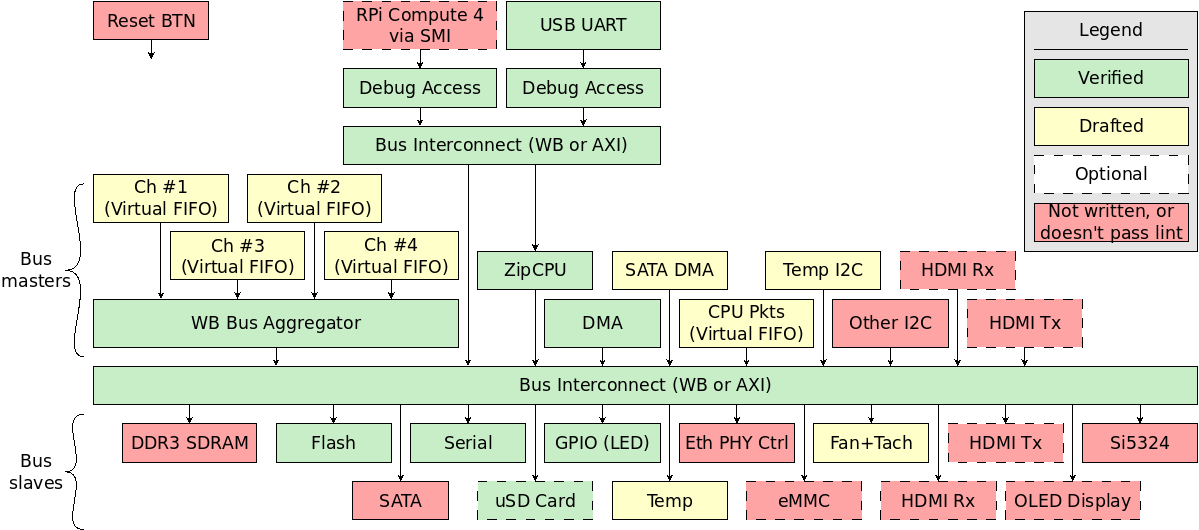 Reset BTN
RPi Compute 4
via SMI
USB UART
Legend
Verified
Drafted
Optional
Not written, or
doesn't pass lint
Debug Access
Debug Access
Bus Interconnect (WB or AXI)
Bus
masters
Ch #1
(Virtual FIFO)
Ch #2
(Virtual FIFO)
Ch #3
(Virtual FIFO)
Ch #4
(Virtual FIFO)
ZipCPU
SATA DMA
Temp I2C
HDMI Rx
WB Bus Aggregator
DMA
CPU Pkts
(Virtual FIFO)
Other I2C
HDMI Tx
Bus Interconnect (WB or AXI)
Bus
slaves
DDR3 SDRAM
Flash
Serial
GPIO (LED)
Eth PHY Ctrl
Fan+Tach
HDMI Tx
Si5324
SATA
uSD Card
Temp
eMMC
HDMI Rx
OLED Display